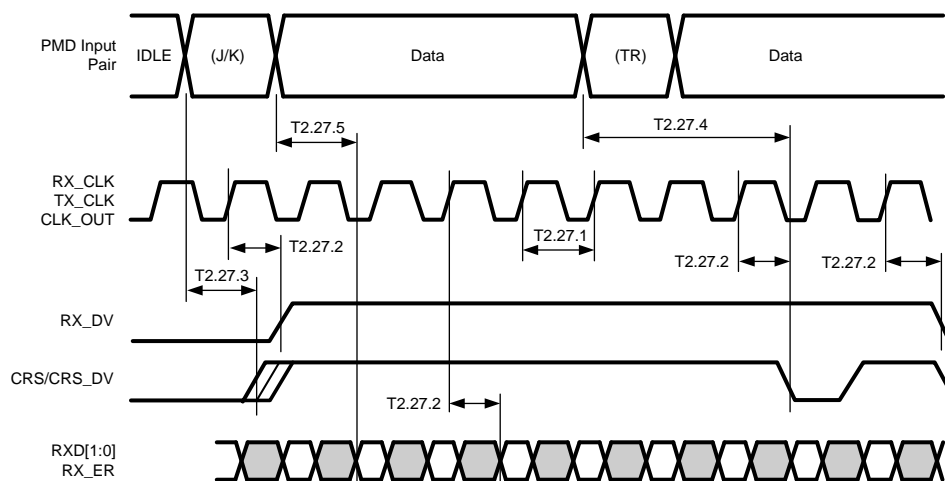 PMD Input
Pair
IDLE
(J/K)
Data
(TR)
Data
T2.27.5
T2.27.4
RX_CLK
TX_CLK
CLK_OUT
T2.27.2
T2.27.1
T2.27.2
T2.27.2
T2.27.3
RX_DV
CRS/CRS_DV
T2.27.2
RXD[1:0]
RX_ER